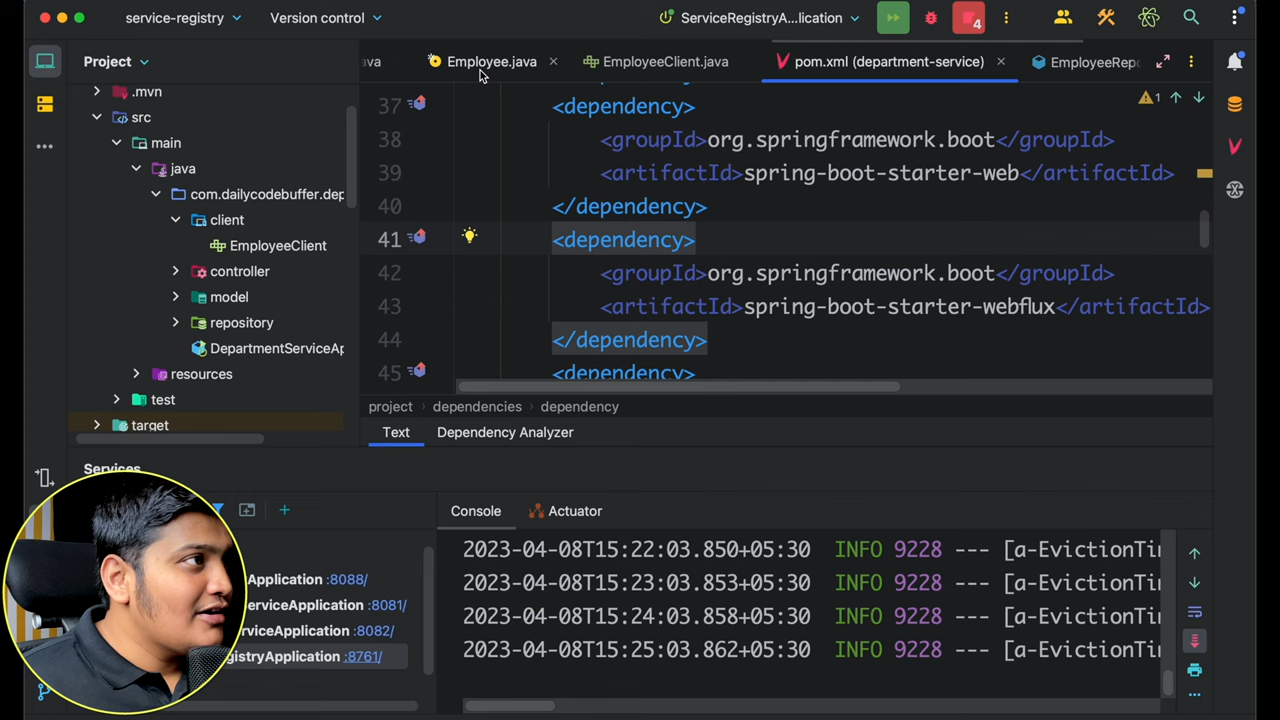 service-registry
Version control
ServiceRegistryA...lication
4
Project
ava
Employee.java
EmployeeClient.java
pom.xml (department-service)
EmployeeRepo
.mvn
src
main
java
com.dailycodebuffer.dep
client
EmployeeClient
controller
model
repository
DepartmentServiceAp
resources
test
target
37 <dependency>
38 <groupId>org.springframework.boot</groupId>
39 <artifactId>spring-boot-starter-web</artifactId>
40 </dependency>
41 <dependency>
42 <groupId>org.springframework.boot</groupId>
43 <artifactId>spring-boot-starter-webflux</artifactId>
44 </dependency>
45 <dependency>
1
project dependencies dependency
Text Dependency Analyzer
Services
Application :8088/
erviceApplication :8081/
erviceApplication :8082/
gistryApplication :8761/
Console Actuator
2023-04-08T15:22:03.850+05:30 INFO 9228 --- [a-EvictionTi
2023-04-08T15:23:03.853+05:30 INFO 9228 --- [a-EvictionTi
2023-04-08T15:24:03.858+05:30 INFO 9228 --- [a-EvictionTi
2023-04-08T15:25:03.862+05:30 INFO 9228 --- [a-EvictionTi